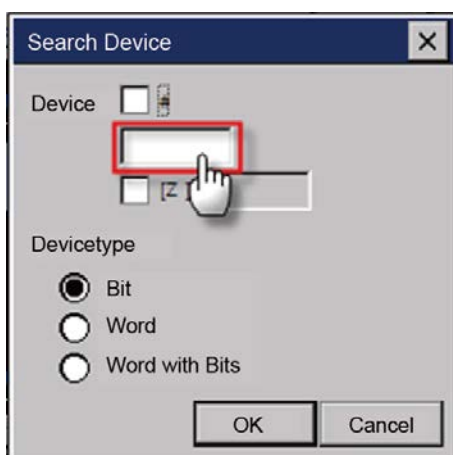 Search Device
Device
[Z
Devicetype
Bit
Word
Word with Bits
OK Cancel